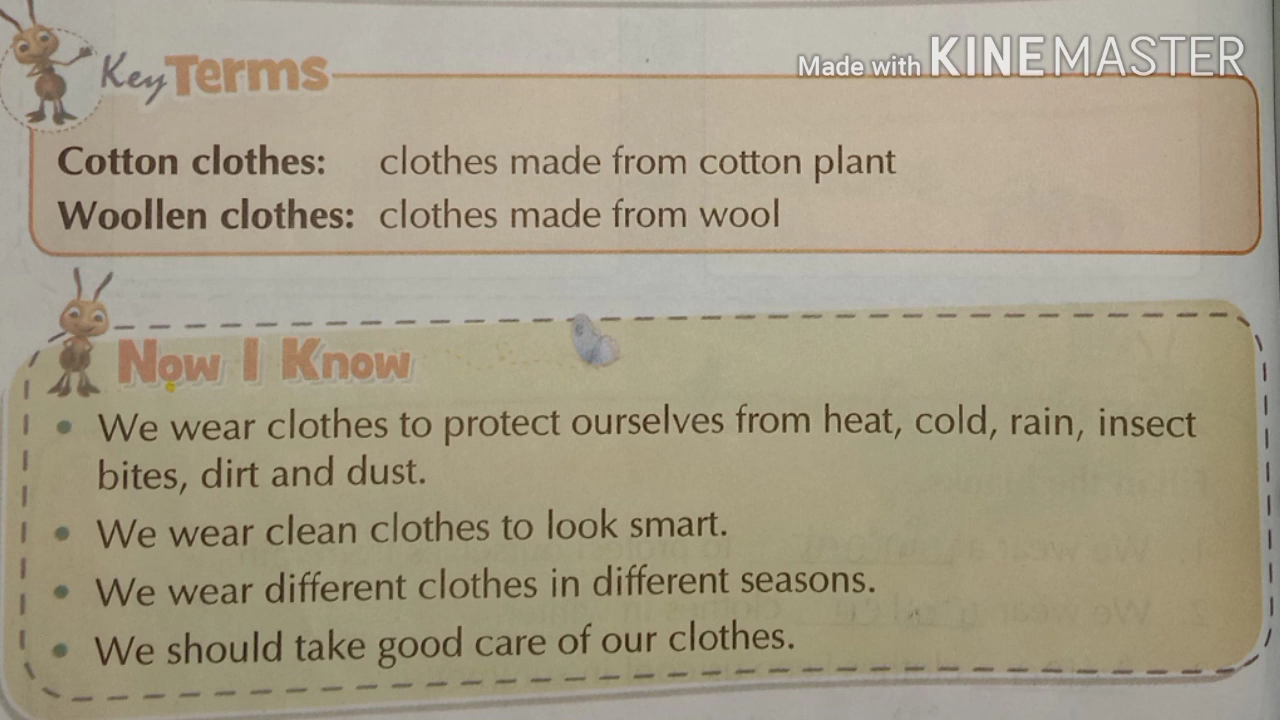 Made with KINEMASTER
Key Terms
Cotton clothes: clothes made from cotton plant
Woollen clothes: clothes made from wool
Now I Know
• We wear clothes to protect ourselves from heat, cold, rain, insect
bites, dirt and dust.
• We wear clean clothes to look smart.
• We wear different clothes in different seasons.
• We should take good care of our clothes.